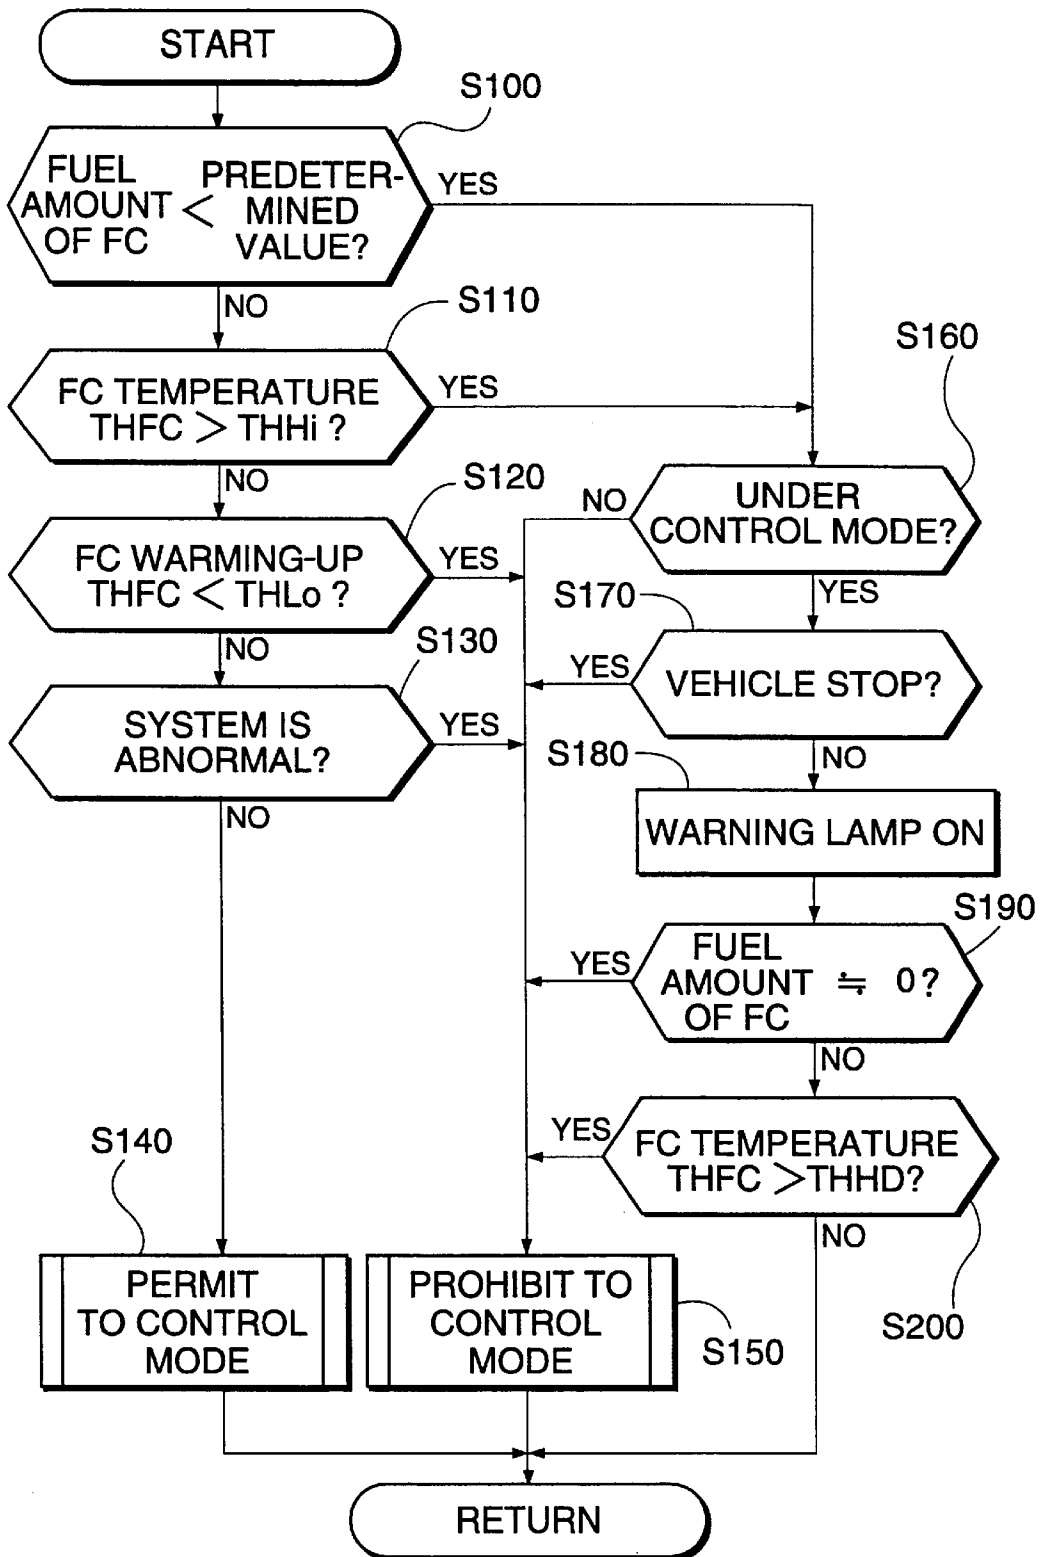 START
S100
FUEL
AMOUNT
OF FC
<
PREDETER-
MINED
VALUE?
YES
NO
S110
FC TEMPERATURE
THFC > THHi ?
YES
NO
S120
FC WARMING-UP
THFC < THLo ?
YES
NO
S130
SYSTEM IS
ABNORMAL?
YES
NO
S160
UNDER
CONTROL MODE?
NO
YES
S170
VEHICLE STOP?
YES
NO
S180
WARNING LAMP ON
S190
FUEL
AMOUNT
OF FC
≒ 0?
YES
NO
FC TEMPERATURE
THFC >THHD?
YES
NO
S200
S140
PERMIT
TO CONTROL
MODE
PROHIBIT TO
CONTROL
MODE
S150
RETURN